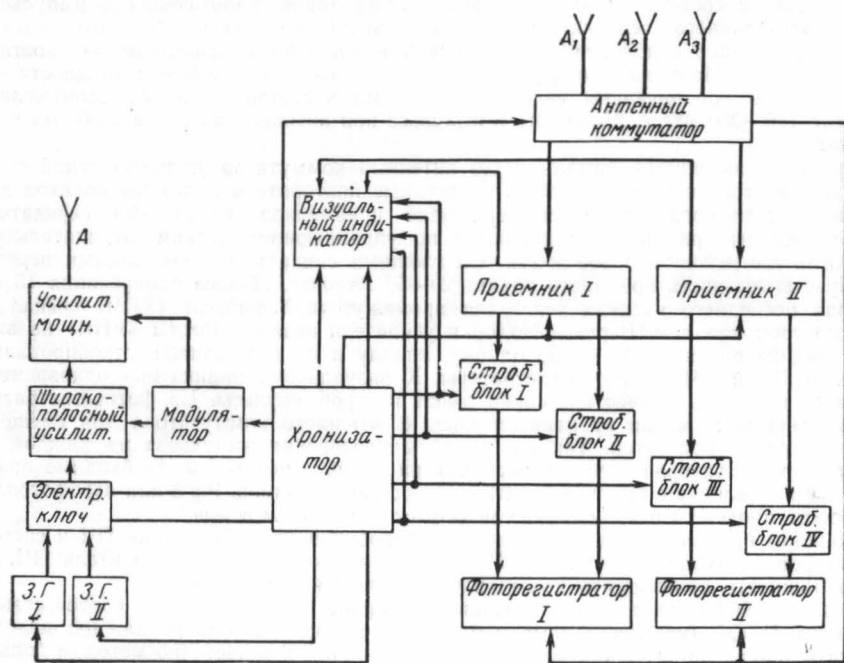 A₁ A₂ A₃
Антенный
коммутатор
Визуаль-
ный инди-
катор
A
Усилит.
мощн.
Приемник I
Приемник II
Широко-
полосный
усилит.
Модуля-
тор
Хрониза-
тор
Строб.
блок I
Строб.
блок II
Строб.
блок III
Строб.
блок IV
Электр.
ключ
З.Г
I
З.Г.
II
Фоторегистратор
I
Фоторегистратор
II